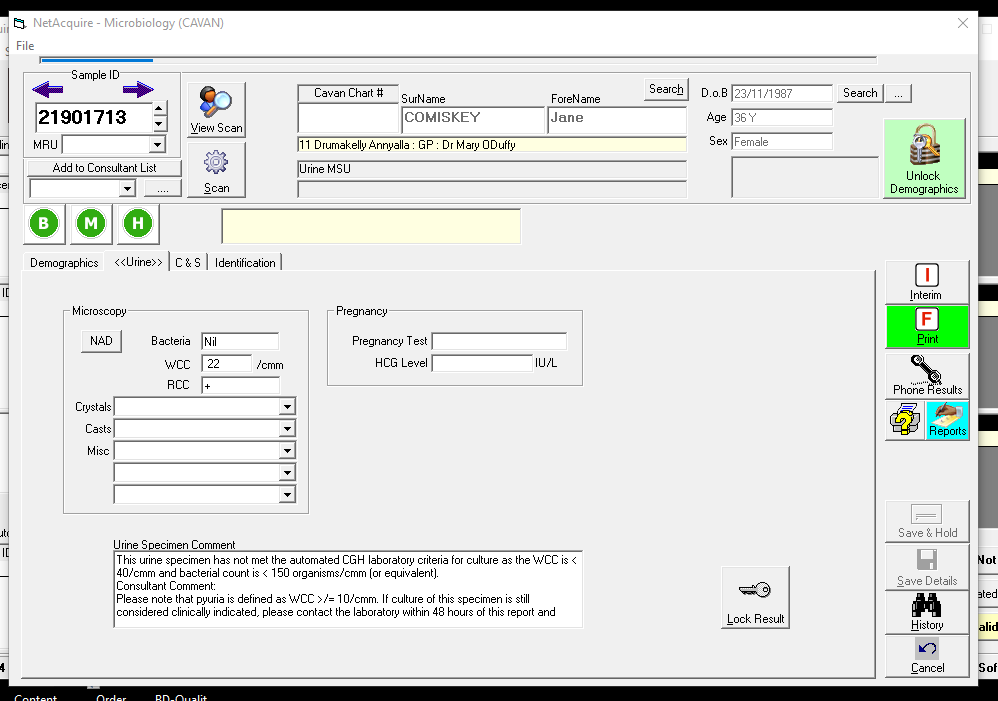 NetAcquire - Microbiology (CAVAN)
File
Sample ID
21901713
MRU
Add to Consultant List
....
View Scan
Scan
Cavan Chart #
SurName
COMISKEY
ForeName
Jane
Search
11 Drumakelly Annyalla : GP : Dr Mary ODuffy
Urine MSU
D.o.B 23/11/1987 Search ...
Age 36 Y
Sex Female
Unlock
Demographics
B M H
Demographics <<Urine>> C & S Identification
Microscopy
NAD Bacteria Nil
WCC 22 /cmm
RCC +
Crystals
Casts
Misc
Pregnancy
Pregnancy Test
HCG Level IU/L
Urine Specimen Comment
This urine specimen has not met the automated CGH laboratory criteria for culture as the WCC is <
40/cmm and bacterial count is < 150 organisms/cmm (or equivalent).
Consultant Comment:
Please note that pyuria is defined as WCC >/= 10/cmm. If culture of this specimen is still
considered clinically indicated, please contact the laboratory within 48 hours of this report and
Lock Result
I
Interim
F
Print
Phone Results
Reports
Save & Hold
Save Details
History
Cancel
Not
ated
alid
Sof
4
Content Order BD-Qualit